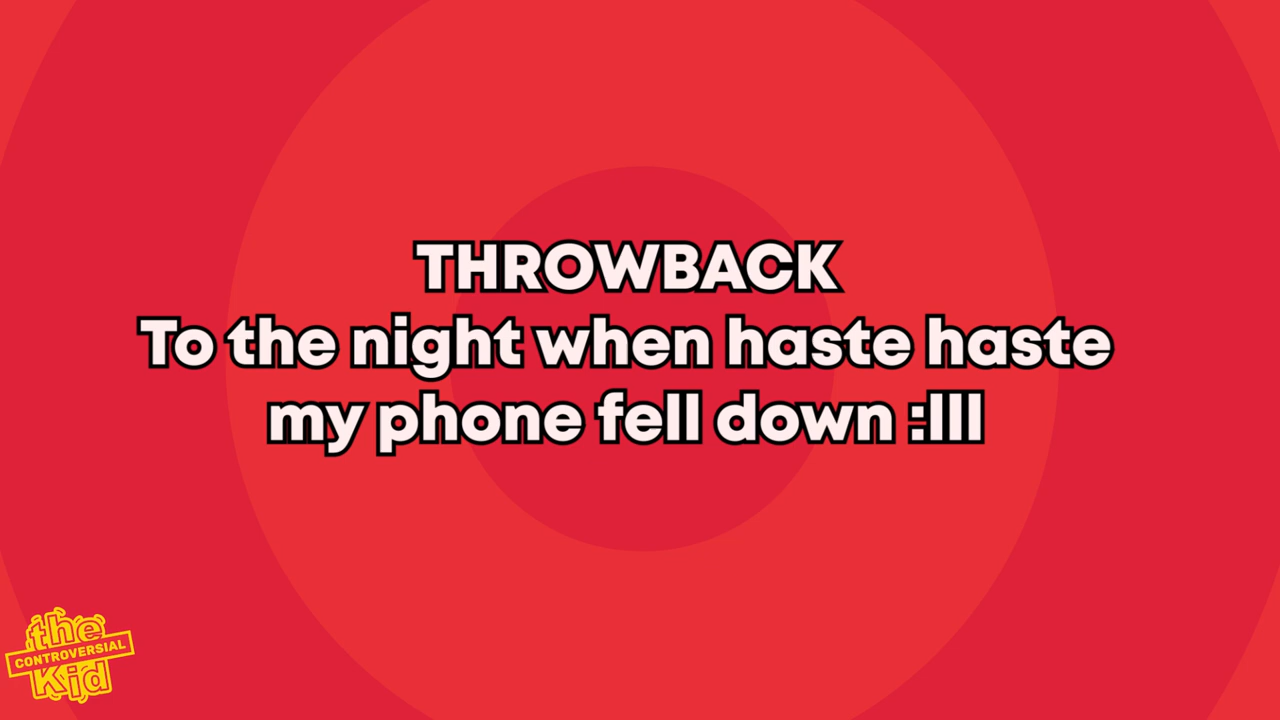 THROWBACK
To the night when haste haste
my phone fell down :lll
the
CONTROVERSIAL
Kid